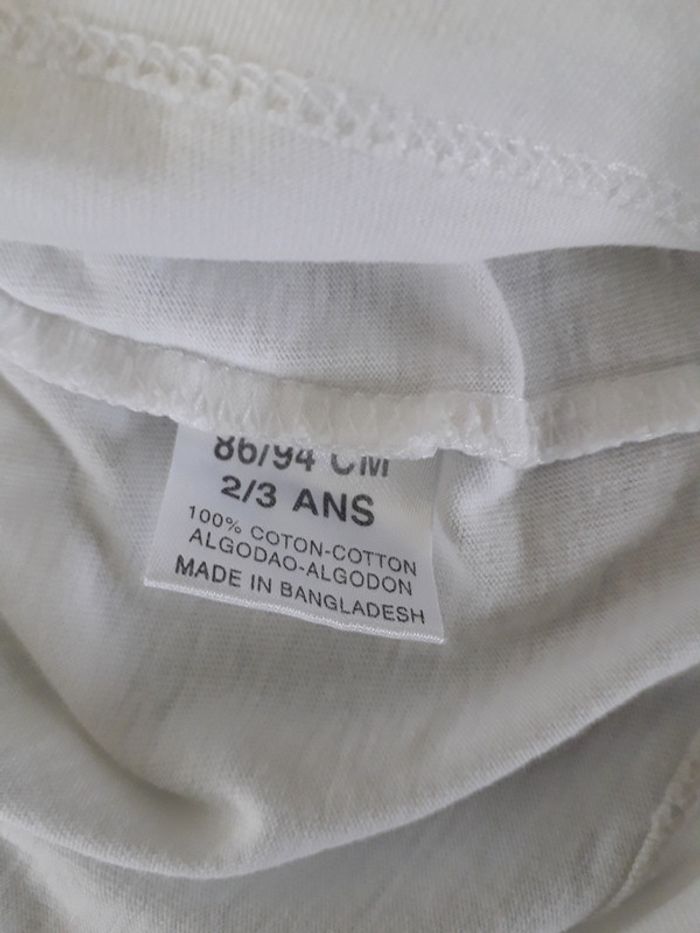 86/94 CM
2/3 ANS
100% COTON-COTTON
ALGODAO-ALGODON
MADE IN BANGLADESH